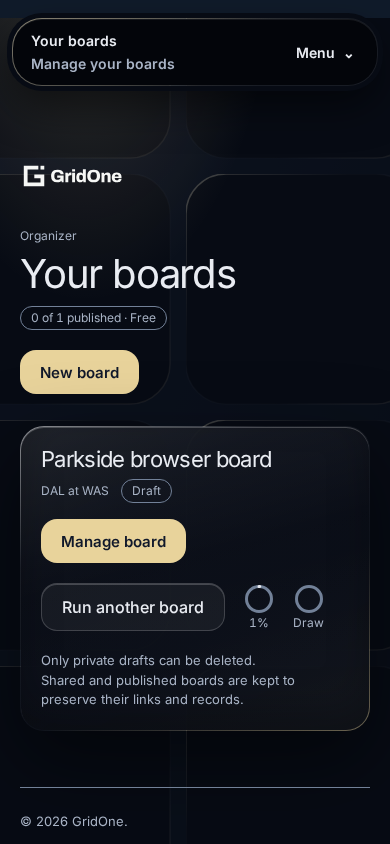 Your boards
Manage your boards
Menu
GridOne
Organizer
Your boards
0 of 1 published · Free
New board
Parkside browser board
DAL at WAS
Draft
Manage board
Run another board
1%
Draw
Only private drafts can be deleted.
Shared and published boards are kept to
preserve their links and records.
© 2026 GridOne.